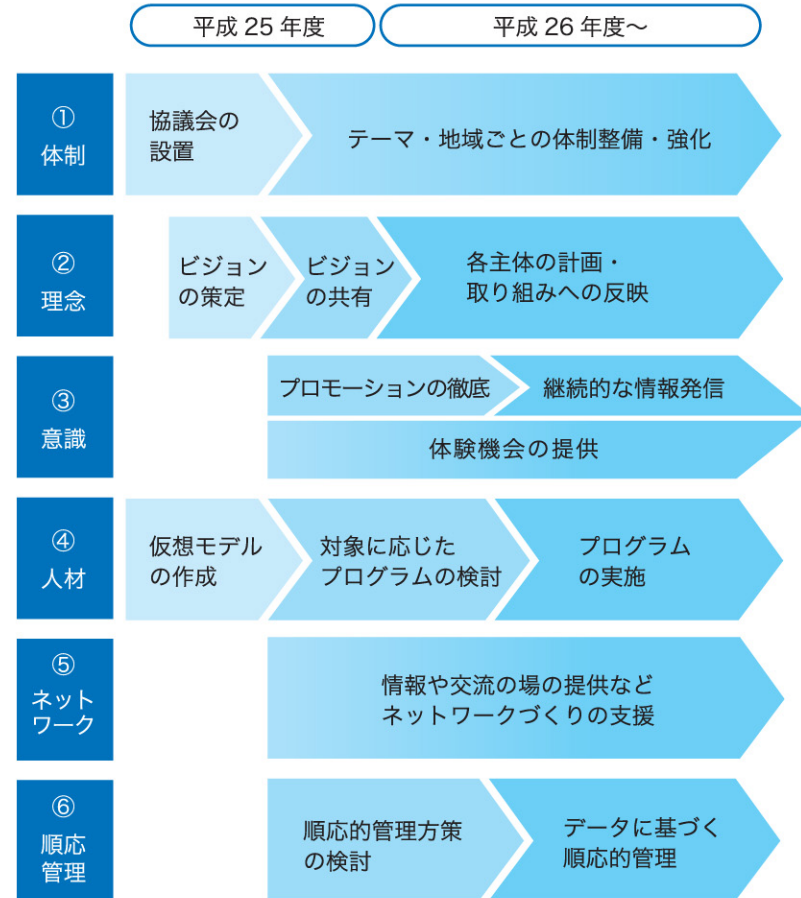 平成 25 年度
平成 26 年度～
①
体制
協議会の
設置
テーマ・地域ごとの体制整備・強化
②
理念
ビジョン
の策定
ビジョン
の共有
各主体の計画・
取り組みへの反映
③
意識
プロモーションの徹底
継続的な情報発信
体験機会の提供
④
人材
仮想モデル
の作成
対象に応じた
プログラムの検討
プログラム
の実施
⑤
ネット
ワーク
情報や交流の場の提供など
ネットワークづくりの支援
⑥
順応
管理
順応的管理方策
の検討
データに基づく
順応的管理